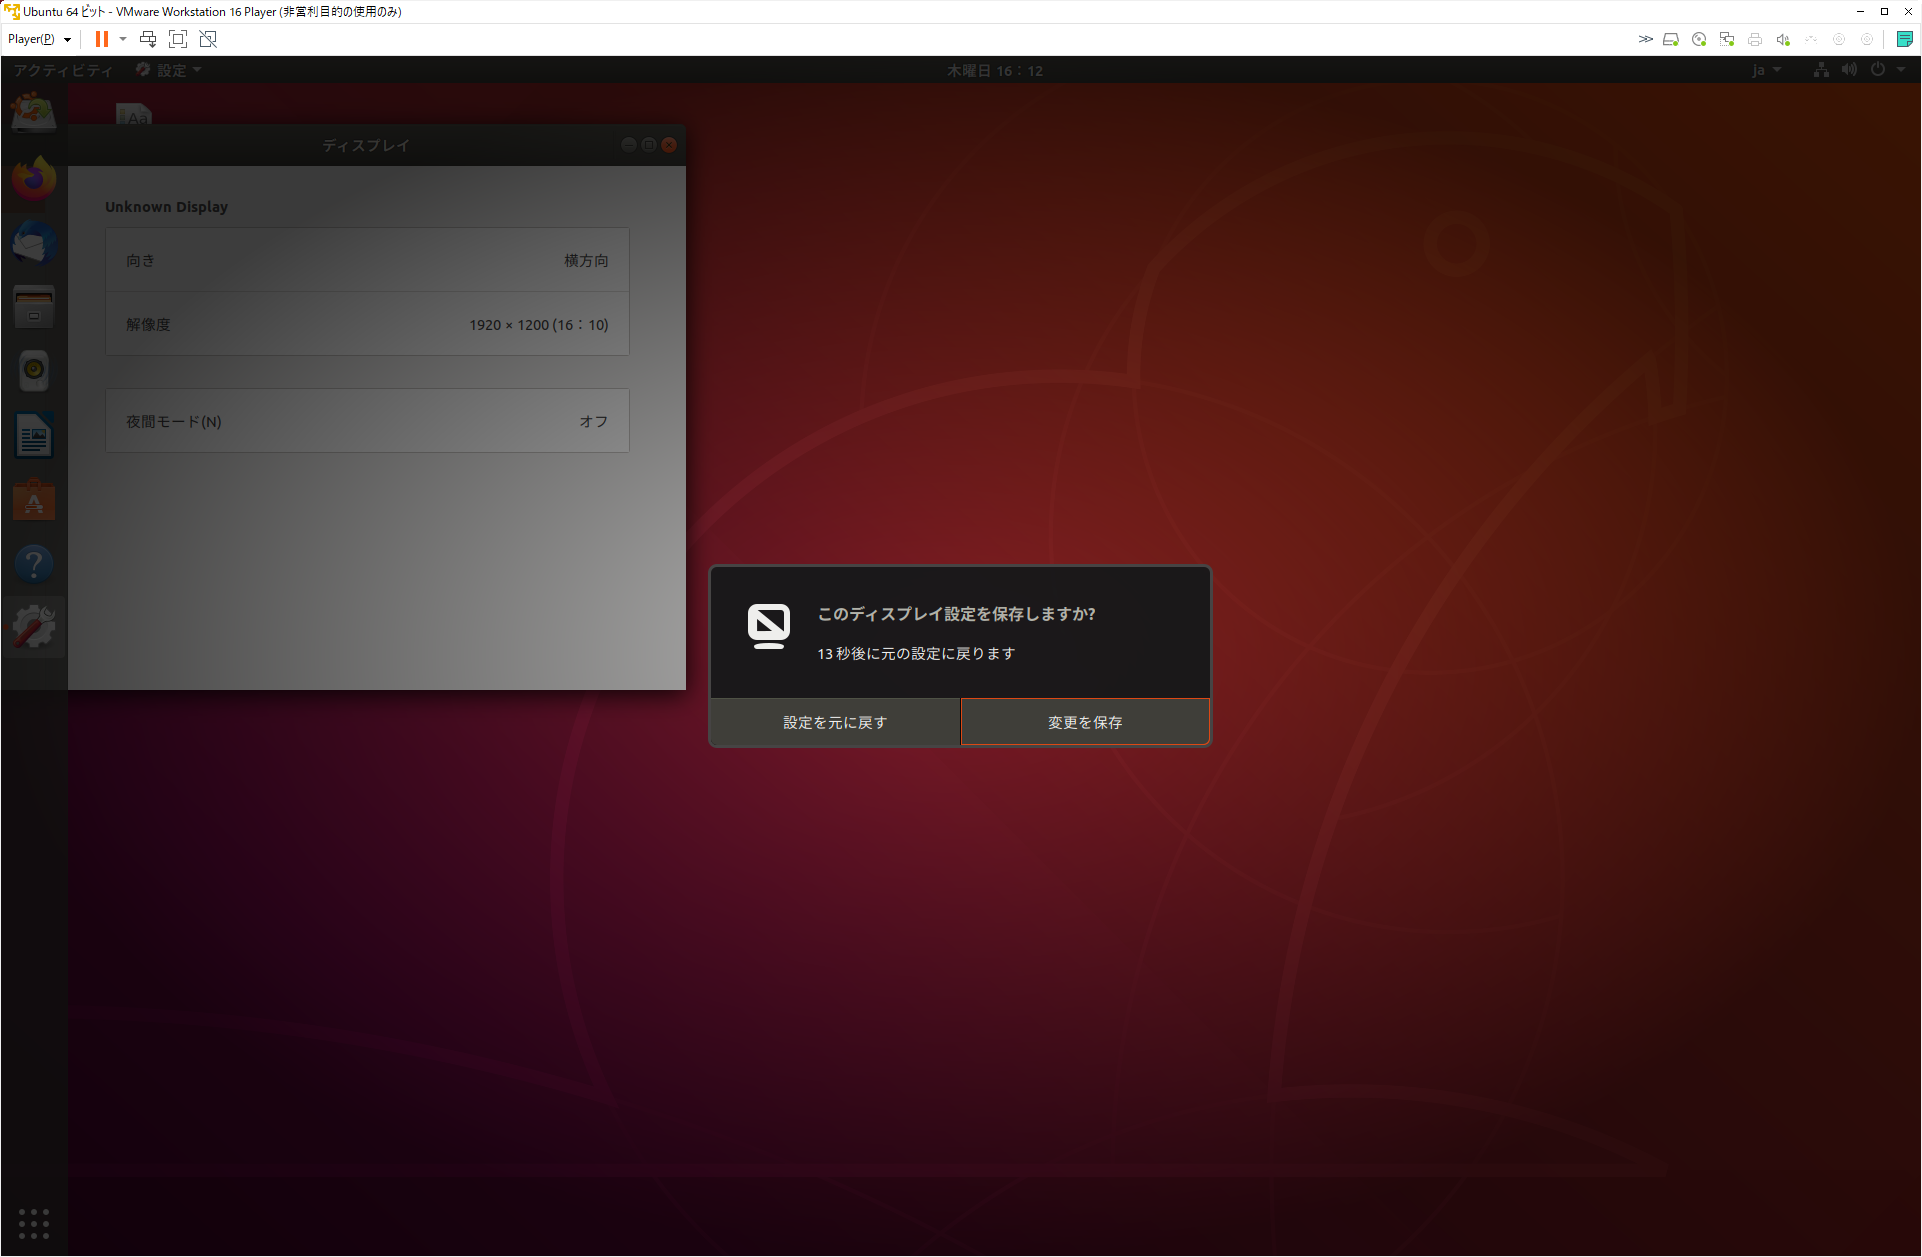 Ubuntu 64 ビット - VMware Workstation 16 Player (非営利目的の使用のみ)
Player(P)
アクティビティ 設定 木曜日 16：12 ja
Aa
ディスプレイ
Unknown Display
向き 横方向
解像度 1920 × 1200 (16：10)
夜間モード(N) オフ
このディスプレイ設定を保存しますか?
13 秒後に元の設定に戻ります
設定を元に戻す 変更を保存